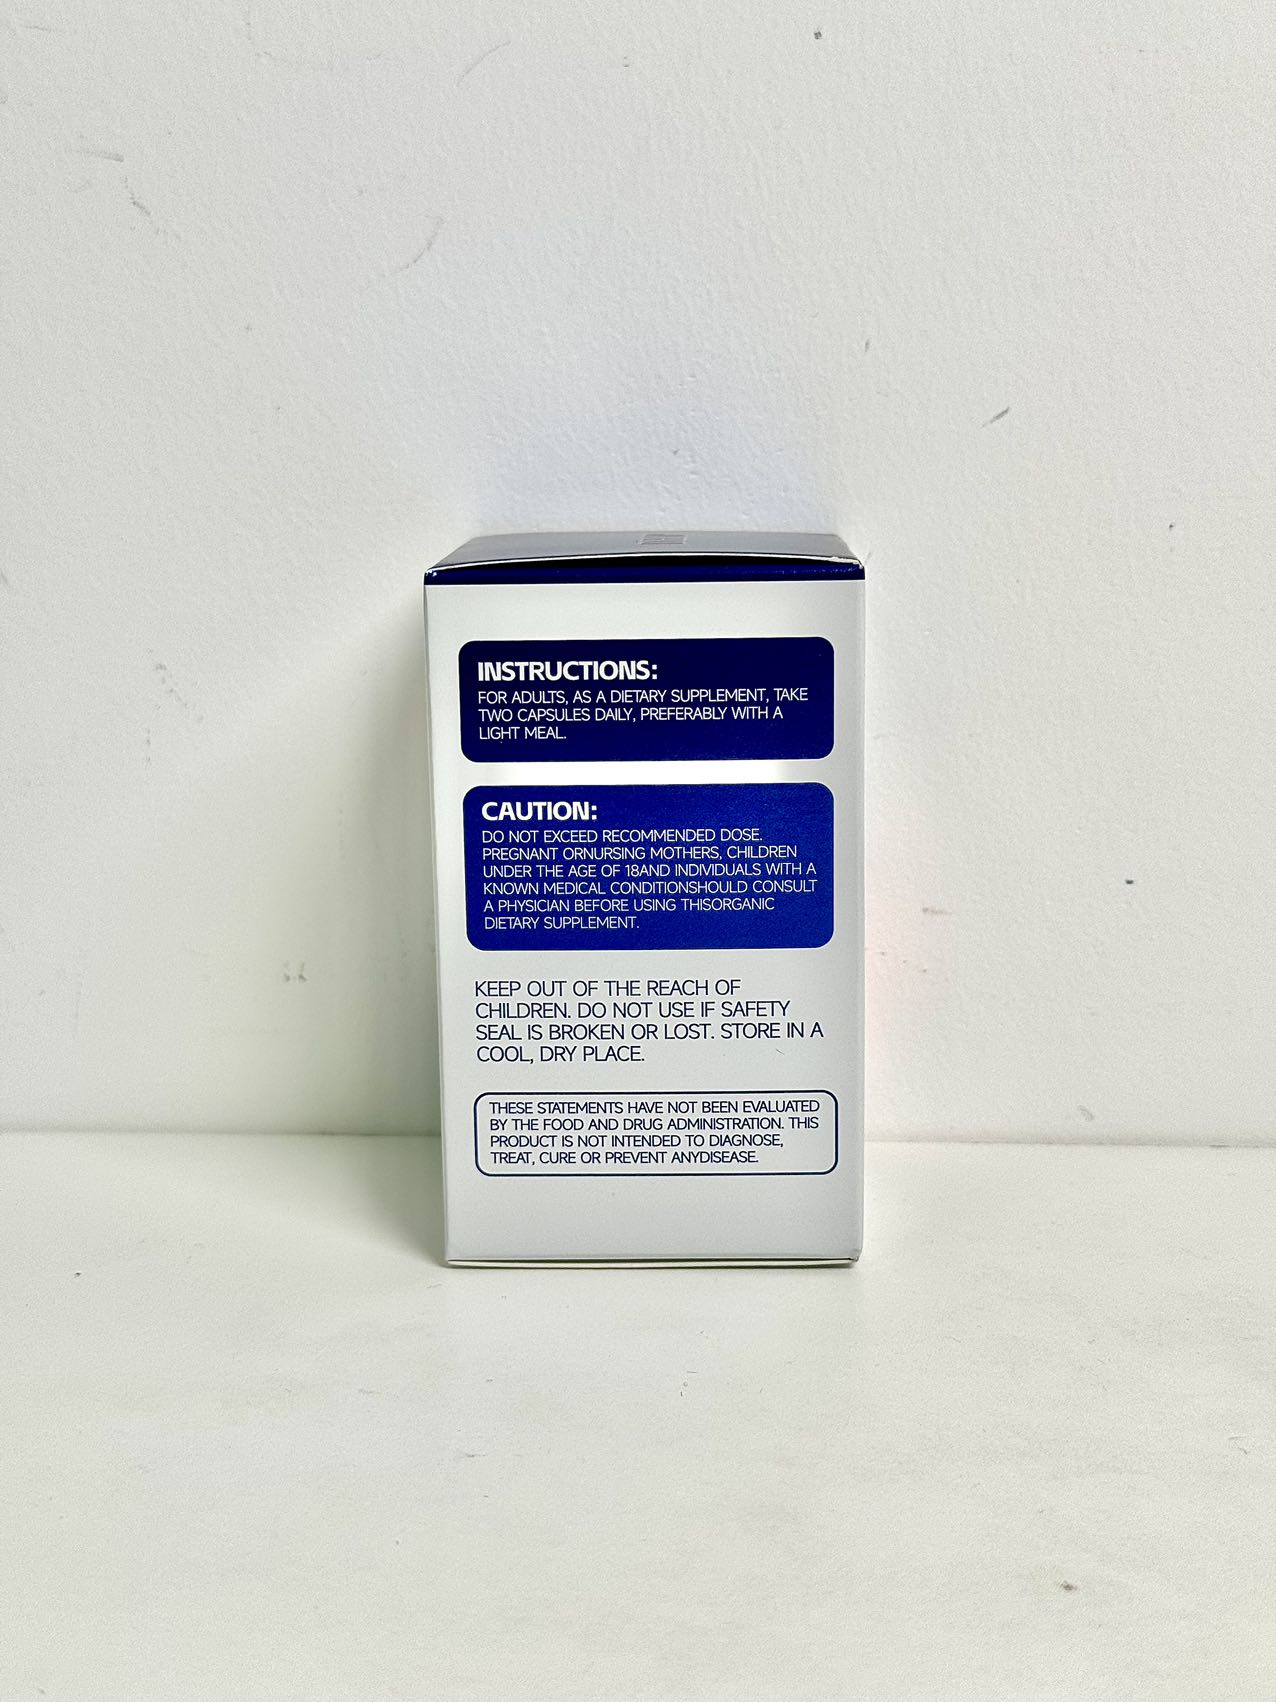 INSTRUCTIONS:
FOR ADULTS, AS A DIETARY SUPPLEMENT, TAKE
TWO CAPSULES DAILY, PREFERABLY WITH A
LIGHT MEAL.
CAUTION:
DO NOT EXCEED RECOMMENDED DOSE.
PREGNANT ORNURSING MOTHERS, CHILDREN
UNDER THE AGE OF 18AND INDIVIDUALS WITH A
KNOWN MEDICAL CONDITIONSHOULD CONSULT
A PHYSICIAN BEFORE USING THISORGANIC
DIETARY SUPPLEMENT.
KEEP OUT OF THE REACH OF
CHILDREN. DO NOT USE IF SAFETY
SEAL IS BROKEN OR LOST. STORE IN A
COOL, DRY PLACE.
THESE STATEMENTS HAVE NOT BEEN EVALUATED
BY THE FOOD AND DRUG ADMINISTRATION. THIS
PRODUCT IS NOT INTENDED TO DIAGNOSE,
TREAT, CURE OR PREVENT ANYDISEASE.